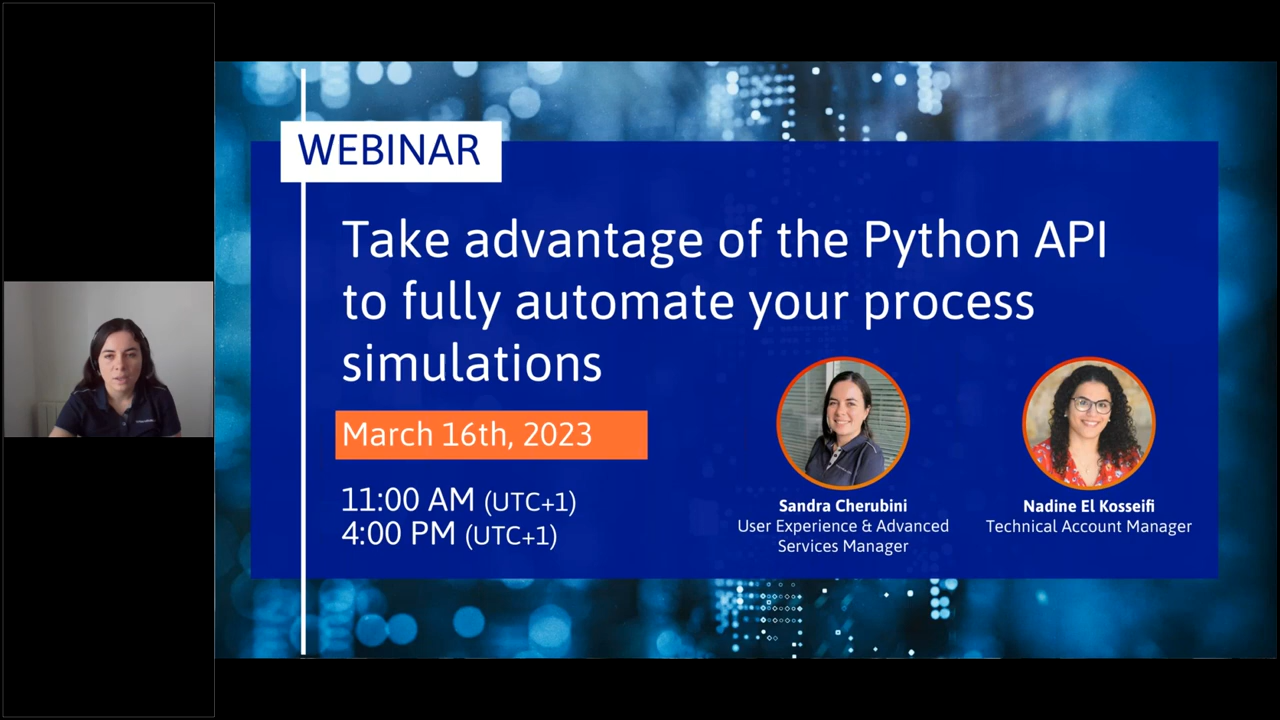 WEBINAR
Take advantage of the Python API
to fully automate your process
simulations
March 16th, 2023
11:00 AM (UTC+1)
4:00 PM (UTC+1)
Sandra Cherubini
User Experience & Advanced
Services Manager
Nadine El Kosseifi
Technical Account Manager